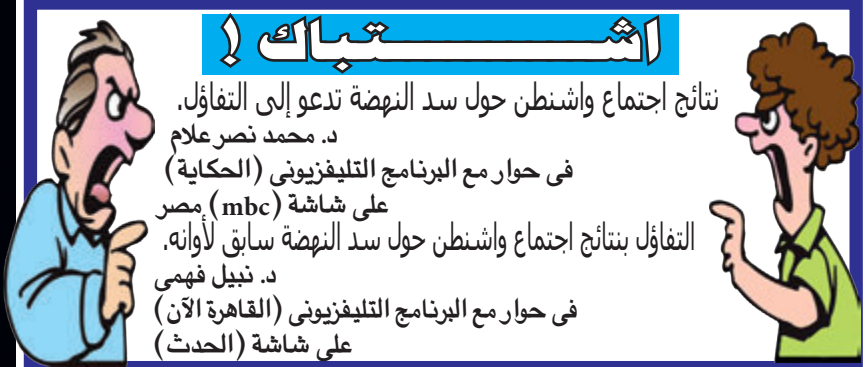 اشـــــــتباك !
نتائج اجتماع واشنطن حول سد النهضة تدعو إلى التفاؤل.
د. محمد نصر علام
فى حوار مع البرنامج التليفزيونى (الحكاية)
على شاشة (mbc) مصر
التفاؤل بنتائج اجتماع واشنطن حول سد النهضة سابق لأوانه.
د. نبيل فهمى
فى حوار مع البرنامج التليفزيونى (القاهرة الآن)
على شاشة (الحدث)